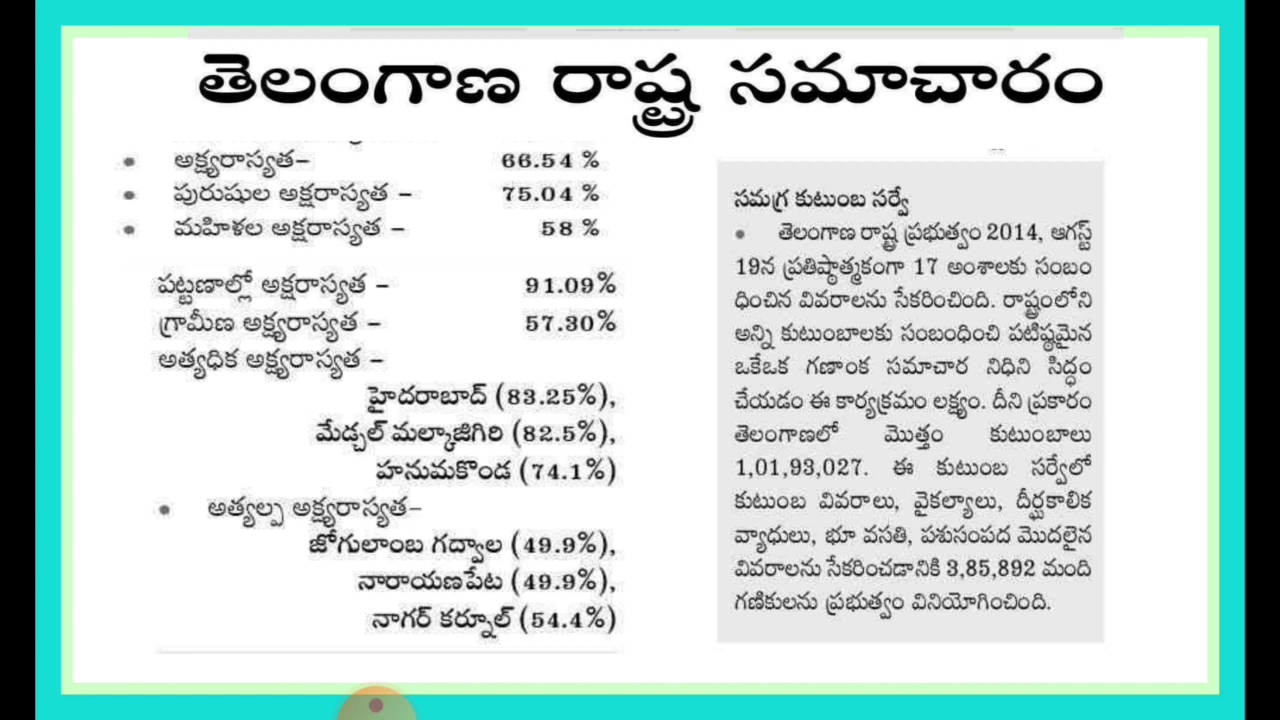 తెలంగాణ రాష్ట్ర సమాచారం
• అక్ష్యరాస్యత– 66.54 %
• పురుషుల అక్షరాస్యత – 75.04 %
• మహిళల అక్షరాస్యత – 58 %
పట్టణాల్లో అక్షరాస్యత – 91.09%
గ్రామీణ అక్ష్యరాస్యత – 57.30%
అత్యధిక అక్ష్యరాస్యత –
హైదరాబాద్ (83.25%),
మేడ్చల్ మల్కాజిగిరి (82.5%),
హనుమకొండ (74.1%)
• అత్యల్ప అక్ష్యరాస్యత–
జోగులాంబ గద్వాల (49.9%),
నారాయణపేట (49.9%),
నాగర్ కర్నూల్ (54.4%)
సమగ్ర కుటుంబ సర్వే
• తెలంగాణ రాష్ట్ర ప్రభుత్వం 2014, ఆగస్ట్
19న ప్రతిష్ఠాత్మకంగా 17 అంశాలకు సంబం
ధించిన వివరాలను సేకరించింది. రాష్ట్రంలోని
అన్ని కుటుంబాలకు సంబంధించి పటిష్ఠమైన
ఒకేఒక గణాంక సమాచార నిధిని సిద్ధం
చేయడం ఈ కార్యక్రమం లక్ష్యం. దీని ప్రకారం
తెలంగాణలో మొత్తం కుటుంబాలు
1,01,93,027. ఈ కుటుంబ సర్వేలో
కుటుంబ వివరాలు, వైకల్యాలు, దీర్ఘకాలిక
వ్యాధులు, భూ వసతి, పశుసంపద మొదలైన
వివరాలను సేకరించడానికి 3,85,892 మంది
గణికులను ప్రభుత్వం వినియోగించింది.